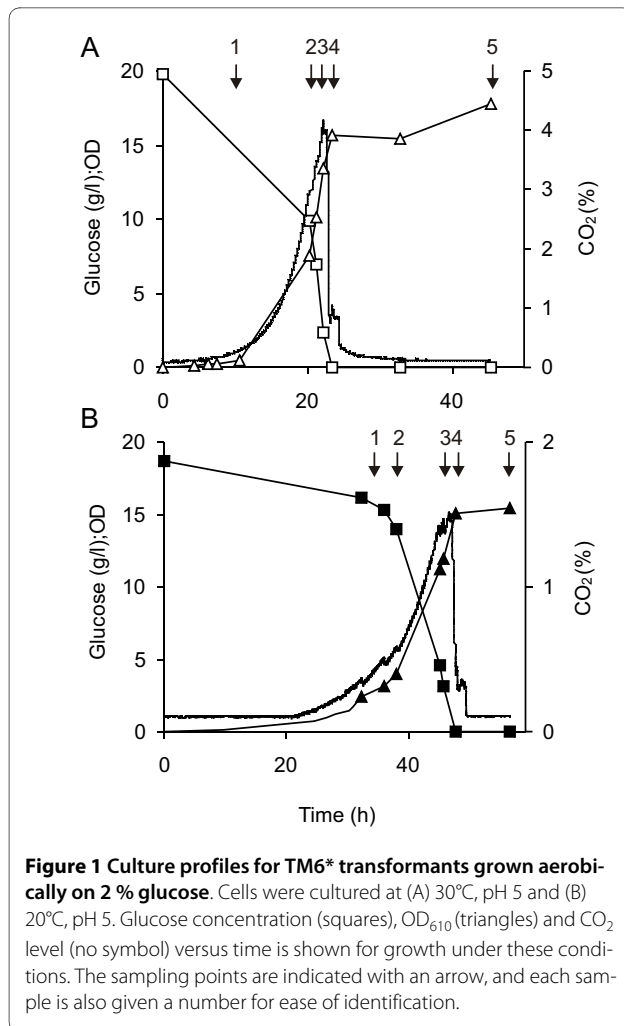 A
1 2 3 4 5
20 5
15 4
3
10
2
5
1
0 0
0 20 40
Glucose (g/l);OD
CO₂(%)
B
1 2 3 4 5
20 2
15
10 1
5
0 0
0 20 40
Glucose (g/l);OD
CO₂(%)
Time (h)
Figure 1 Culture profiles for TM6* transformants grown aerobi-
cally on 2 % glucose. Cells were cultured at (A) 30°C, pH 5 and (B)
20°C, pH 5. Glucose concentration (squares), OD₆₁₀ (triangles) and CO₂
level (no symbol) versus time is shown for growth under these condi-
tions. The sampling points are indicated with an arrow, and each sam-
ple is also given a number for ease of identification.